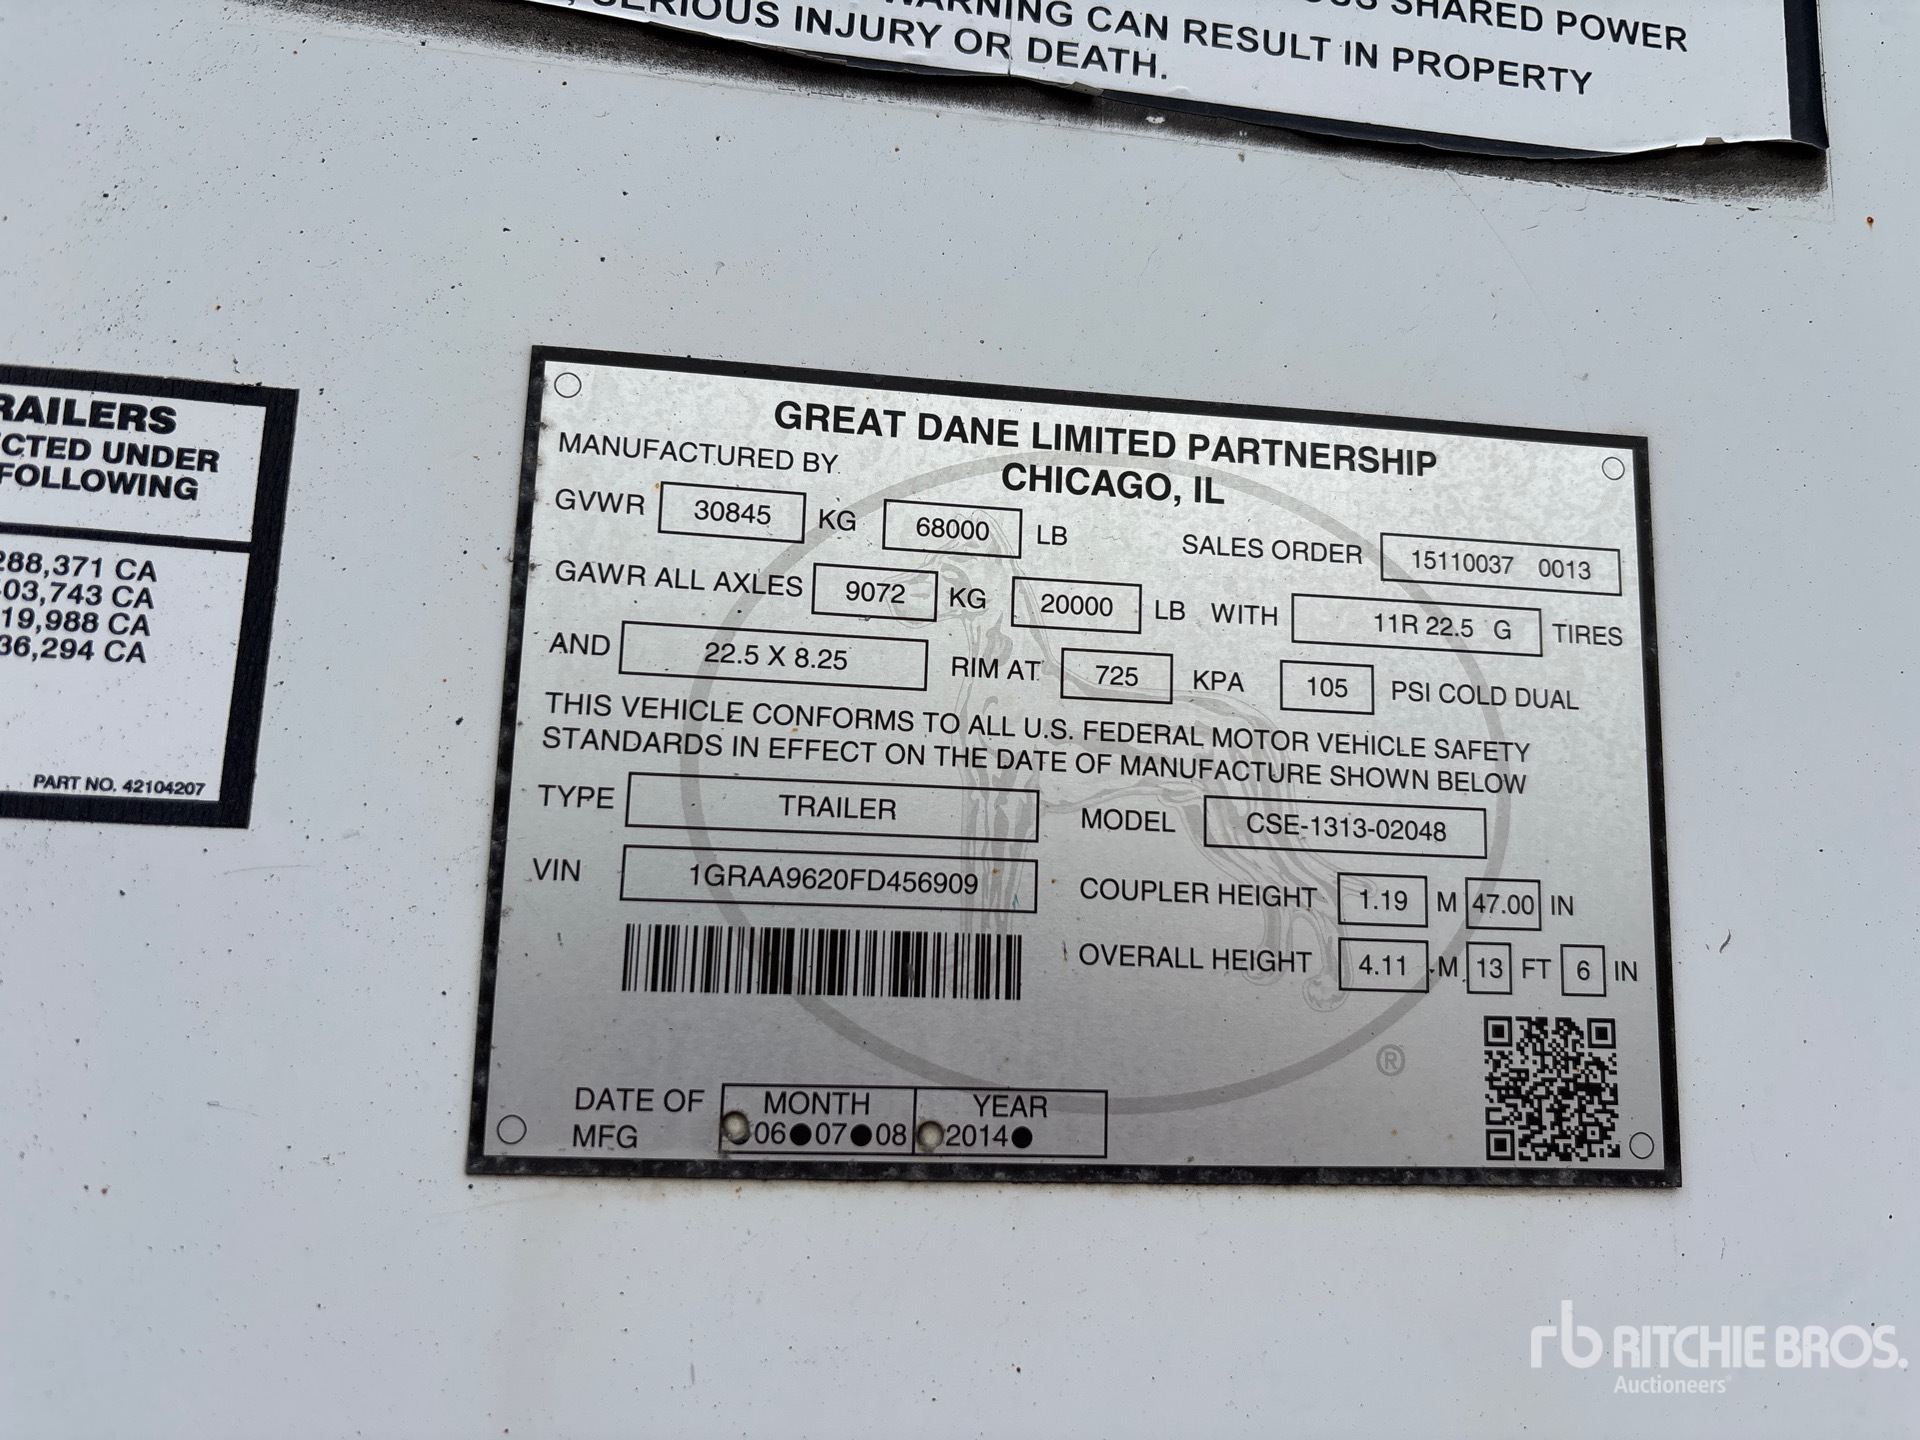 SHARED POWER
WARNING CAN RESULT IN PROPERTY
SERIOUS INJURY OR DEATH.
RAILERS
CTED UNDER
FOLLOWING
288,371 CA
03,743 CA
19,988 CA
36,294 CA
PART NO. 42104207
GREAT DANE LIMITED PARTNERSHIP
MANUFACTURED BY
CHICAGO, IL
GVWR 30845 KG 68000 LB SALES ORDER 15110037 0013
GAWR ALL AXLES 9072 KG 20000 LB WITH 11R 22.5 G TIRES
AND 22.5 X 8.25 RIM AT 725 KPA 105 PSI COLD DUAL
THIS VEHICLE CONFORMS TO ALL U.S. FEDERAL MOTOR VEHICLE SAFETY
STANDARDS IN EFFECT ON THE DATE OF MANUFACTURE SHOWN BELOW
TYPE TRAILER MODEL CSE-1313-02048
VIN 1GRAA9620FD456909 COUPLER HEIGHT 1.19 M 47.00 IN
OVERALL HEIGHT 4.11 M 13 FT 6 IN
®
DATE OF MONTH YEAR
MFG 06●07●08 2014●
rb RITCHIE BROS.
Auctioneers